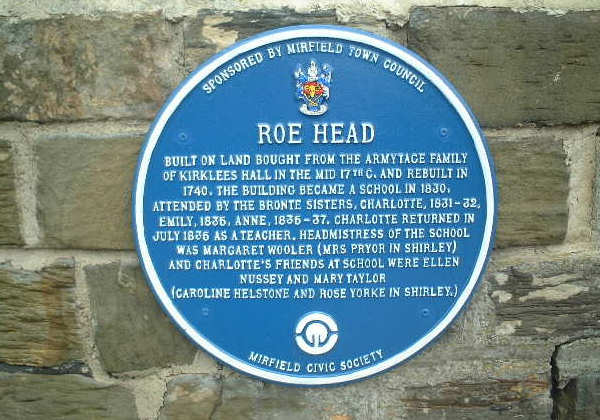 SPONSORED BY MIRFIELD TOWN COUNCIL
ROE HEAD
BUILT ON LAND BOUGHT FROM THE ARMYTAGE FAMILY
OF KIRKLEES HALL IN THE MID 17TH C. AND REBUILT IN
1740. THE BUILDING BECAME A SCHOOL IN 1830,
ATTENDED BY THE BRONTE SISTERS, CHARLOTTE, 1831-32,
EMILY, 1835, ANNE, 1835-37. CHARLOTTE RETURNED IN
JULY 1835 AS A TEACHER. HEADMISTRESS OF THE SCHOOL
WAS MARGARET WOOLER (MRS PRYOR IN SHIRLEY)
AND CHARLOTTE'S FRIENDS AT SCHOOL WERE ELLEN
NUSSEY AND MARY TAYLOR
(CAROLINE HELSTONE AND ROSE YORKE IN SHIRLEY.)
MIRFIELD CIVIC SOCIETY